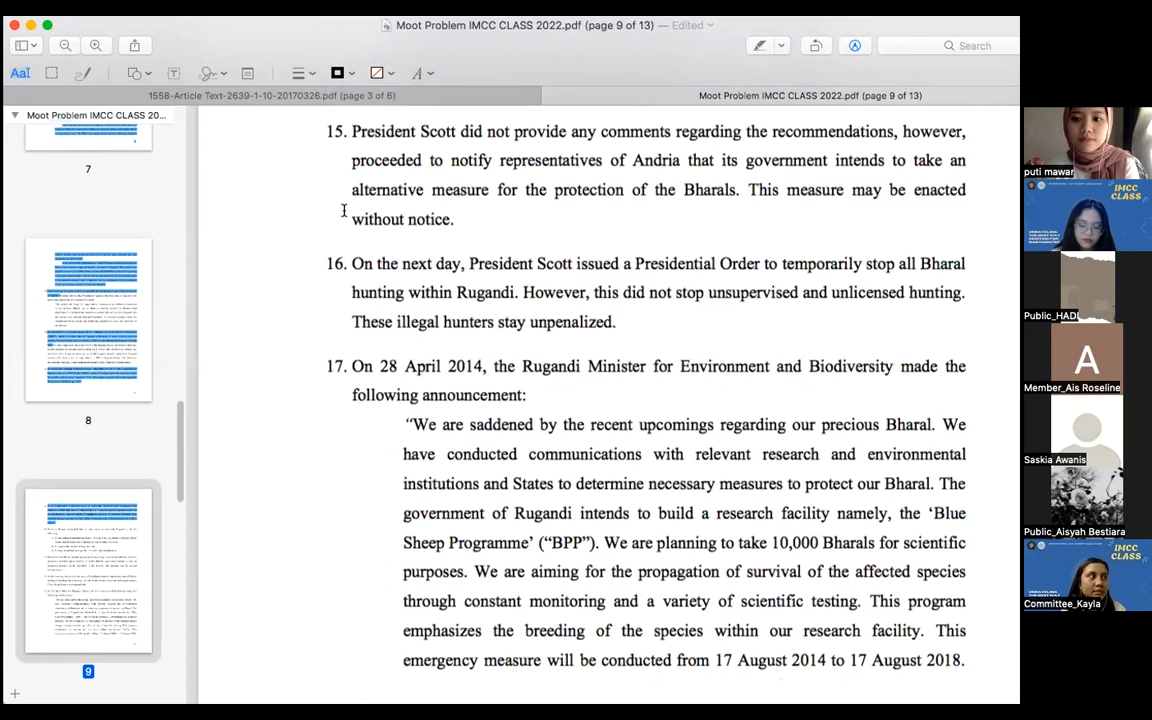 Moot Problem IMCC CLASS 2022.pdf (page 9 of 13) — Edited
Search
1558-Article Text-2639-1-10-20170326.pdf (page 3 of 6)
Moot Problem IMCC CLASS 2022.pdf (page 9 of 13)
Moot Problem IMCC CLASS 20...
7
8
9
15. President Scott did not provide any comments regarding the recommendations, however,
proceeded to notify representatives of Andria that its government intends to take an
alternative measure for the protection of the Bharals. This measure may be enacted
without notice.
16. On the next day, President Scott issued a Presidential Order to temporarily stop all Bharal
hunting within Rugandi. However, this did not stop unsupervised and unlicensed hunting.
These illegal hunters stay unpenalized.
17. On 28 April 2014, the Rugandi Minister for Environment and Biodiversity made the
following announcement:
“We are saddened by the recent upcomings regarding our precious Bharal. We
have conducted communications with relevant research and environmental
institutions and States to determine necessary measures to protect our Bharal. The
government of Rugandi intends to build a research facility namely, the ‘Blue
Sheep Programme’ (“BPP”). We are planning to take 10,000 Bharals for scientific
purposes. We are aiming for the propagation of survival of the affected species
through constant monitoring and a variety of scientific testing. This program
emphasizes the breeding of the species within our research facility. This
emergency measure will be conducted from 17 August 2014 to 17 August 2018.
puti mawar
IMCC
CLASS
Public_HADI
A
Member_Ais Roseline
Saskia Awanis
Public_Aisyah Bestiara
IMCC
CLASS
Committee_Kayla